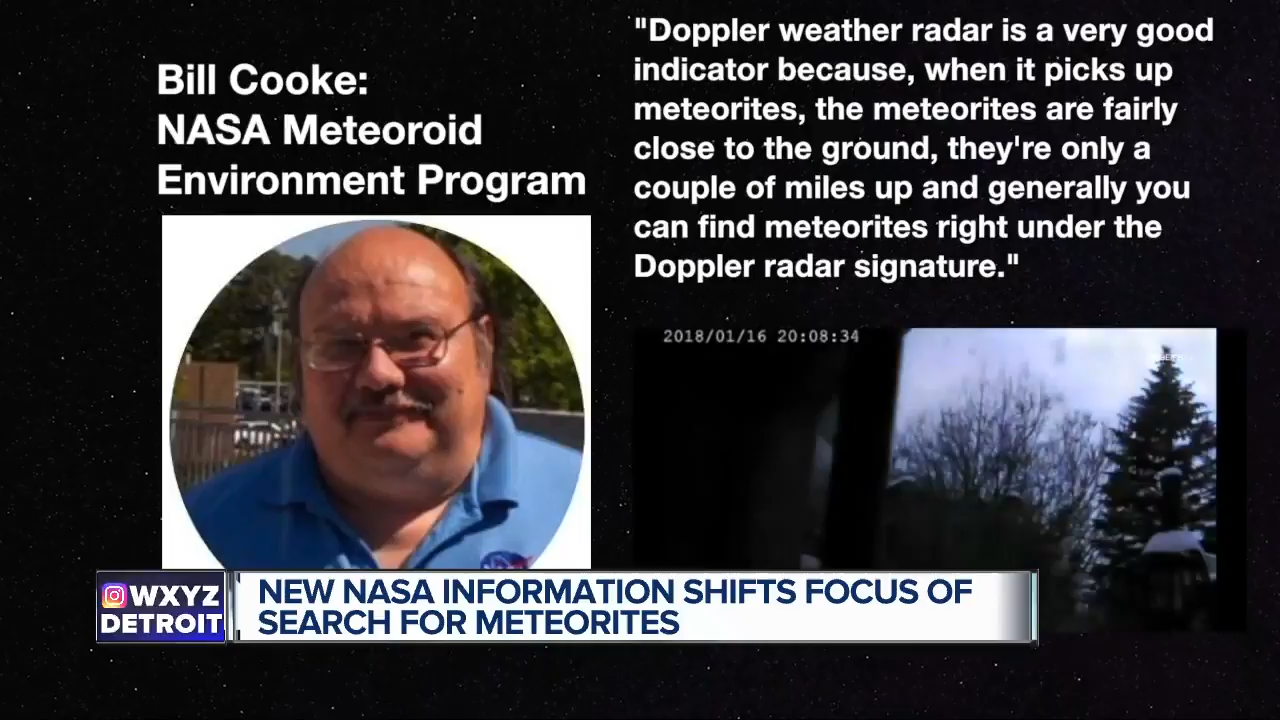 Bill Cooke:
NASA Meteoroid
Environment Program
"Doppler weather radar is a very good
indicator because, when it picks up
meteorites, the meteorites are fairly
close to the ground, they're only a
couple of miles up and generally you
can find meteorites right under the
Doppler radar signature."
2018/01/16 20:08:34
WXYZ
DETROIT
NEW NASA INFORMATION SHIFTS FOCUS OF
SEARCH FOR METEORITES